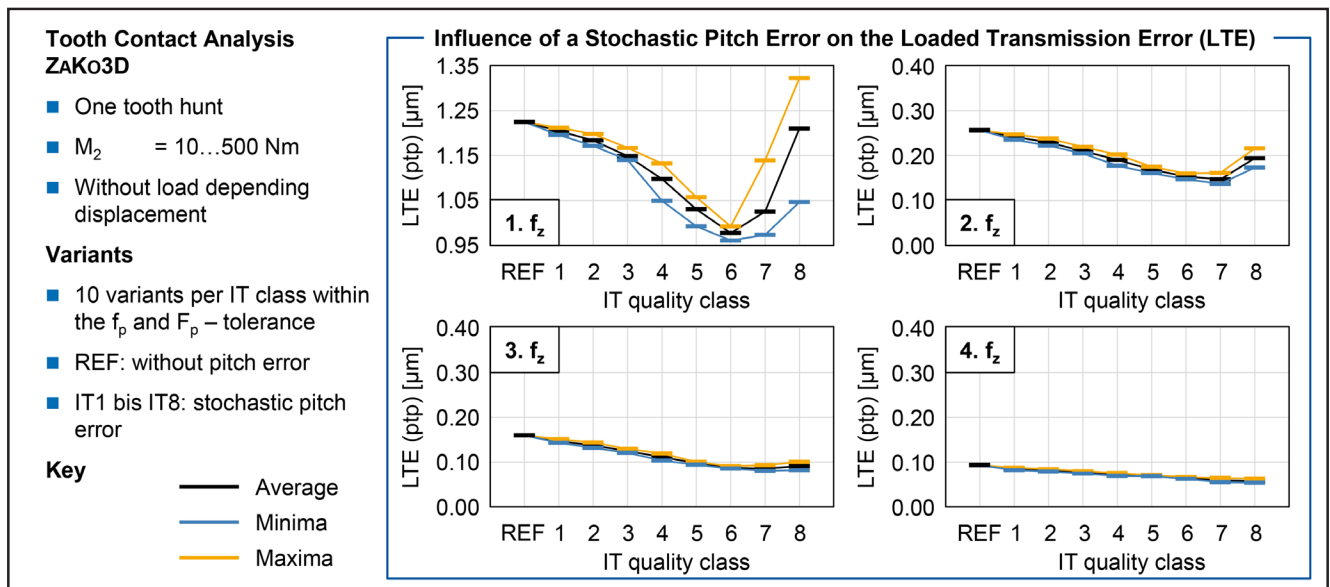 Tooth Contact Analysis
ZAKO3D
One tooth hunt
M2 = 10…500 Nm
Without load depending
displacement
Variants
10 variants per IT class within
the fp and Fp – tolerance
REF: without pitch error
IT1 bis IT8: stochastic pitch
error
Key
Average
Minima
Maxima
Influence of a Stochastic Pitch Error on the Loaded Transmission Error (LTE)
LTE (ptp) [µm]
1.35
1.25
1.15
1.05
0.95
1. fz
REF 1 2 3 4 5 6 7 8
IT quality class
LTE (ptp) [µm]
0.40
0.30
0.20
0.10
0.00
2. fz
REF 1 2 3 4 5 6 7 8
IT quality class
LTE (ptp) [µm]
0.40
0.30
0.20
0.10
0.00
3. fz
REF 1 2 3 4 5 6 7 8
IT quality class
LTE (ptp) [µm]
0.40
0.30
0.20
0.10
0.00
4. fz
REF 1 2 3 4 5 6 7 8
IT quality class